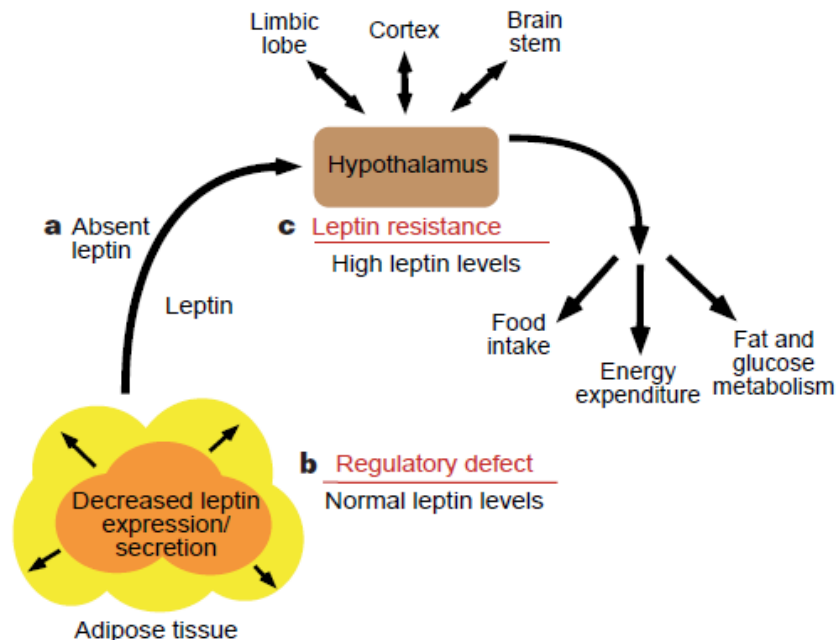 Limbic
lobe
Cortex
Brain
stem
Hypothalamus
a Absent
leptin
c Leptin resistance
High leptin levels
Leptin
Food
intake
Energy
expenditure
Fat and
glucose
metabolism
b Regulatory defect
Normal leptin levels
Decreased leptin
expression/
secretion
Adipose tissue